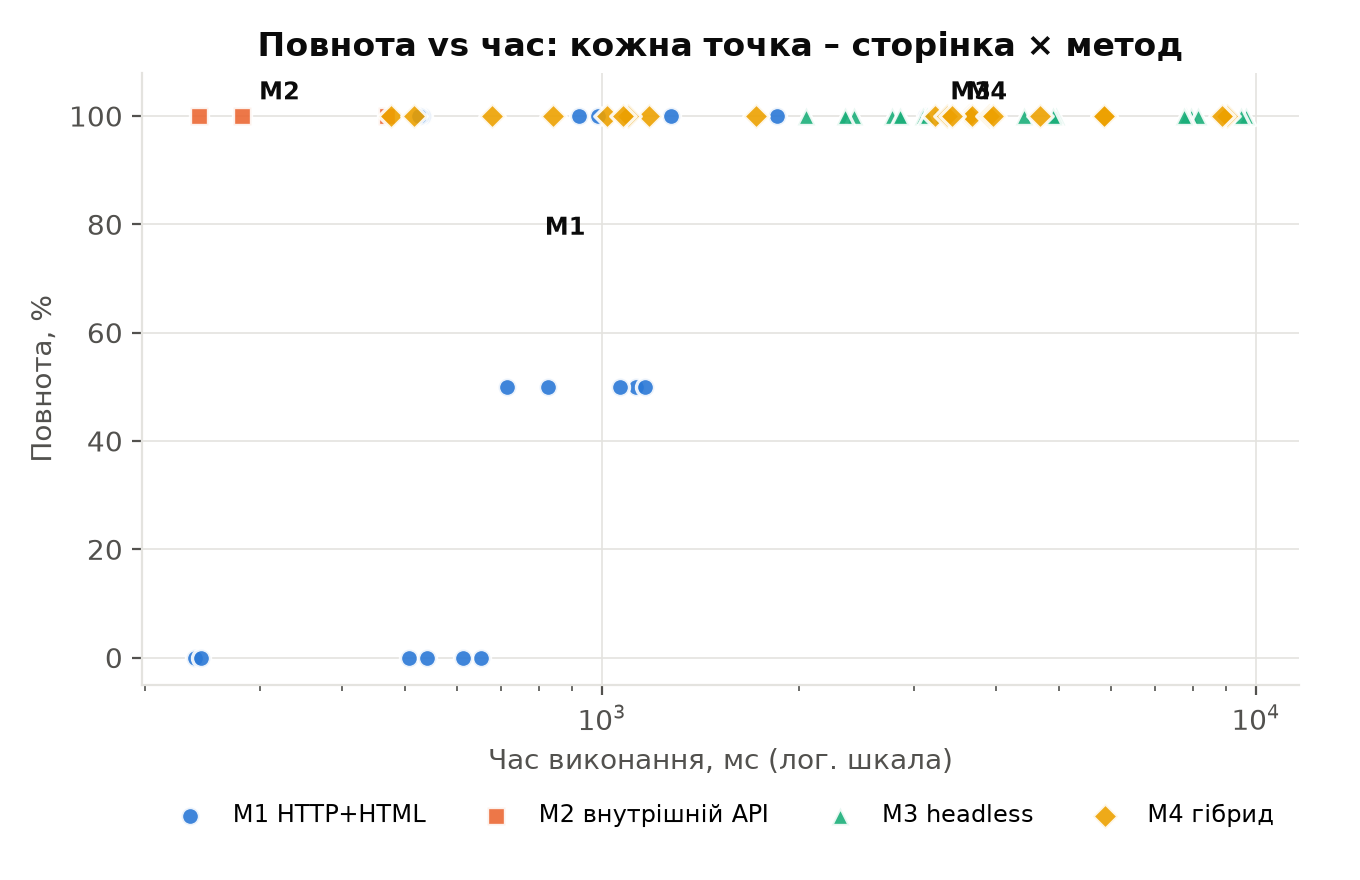 Повнота vs час: кожна точка – сторінка × метод
M2
M3
M4
100
80
M1
60
40
20
0
Повнота, %
10³
10⁴
Час виконання, мс (лог. шкала)
M1 HTTP+HTML
M2 внутрішній API
M3 headless
M4 гібрид